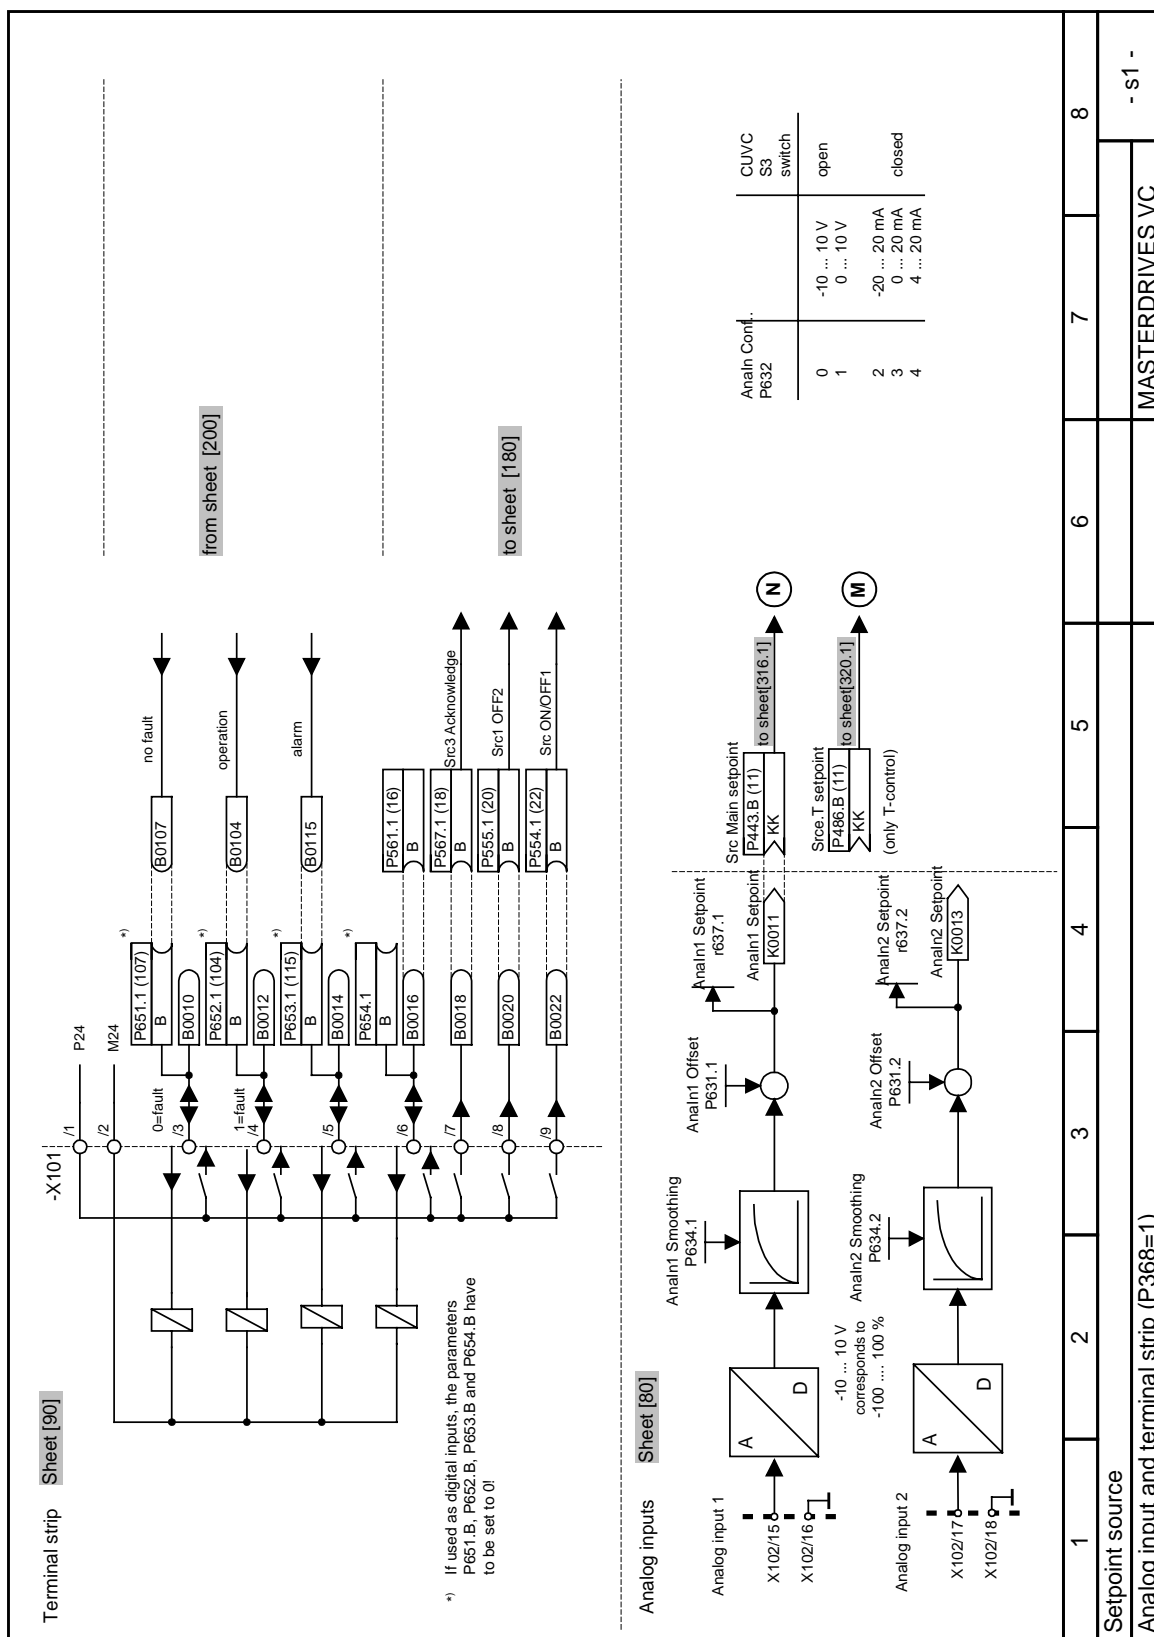 Terminal strip
Sheet [90]
-X101
/1
P24
/2
M24
0=fault
/3
P651.1 (107)
B
B0010
*)
B0107
no fault
1=fault
/4
P652.1 (104)
B
B0012
*)
B0104
operation
from sheet [200]
/5
P653.1 (115)
B
B0014
*)
B0115
alarm
/6
P654.1
B0016
*)
P561.1 (16)
B
/7
B0018
P567.1 (18)
B
Src3 Acknowledge
/8
B0020
P555.1 (20)
B
Src1 OFF2
to sheet [180]
/9
B0022
P554.1 (22)
B
Src ON/OFF1
*) If used as digital inputs, the parameters
P651.B, P652.B, P653.B and P654.B have
to be set to 0!
Analog inputs
Sheet [80]
Analog input 1
X102/15
X102/16
A
D
AnaIn1 Smoothing
P634.1
AnaIn1 Offset
P631.1
AnaIn1 Setpoint
r637.1
AnaIn1 Setpoint
K0011
Src Main setpoint
P443.B (11)
KK
to sheet[316.1]
N
Srce.T setpoint
P486.B (11)
KK
(only T-control)
to sheet[320.1]
M
-10 ... 10 V
corresponds to
-100 .... 100 %
Analog input 2
X102/17
X102/18
A
D
AnaIn2 Smoothing
P634.2
AnaIn2 Offset
P631.2
AnaIn2 Setpoint
r637.2
AnaIn2 Setpoint
K0013
AnaIn Conf..
P632
CUVC
S3
switch
0 -10 ... 10 V open
1 0 ... 10 V
2 -20 ... 20 mA
3 0 ... 20 mA closed
4 4 ... 20 mA
1 2 3 4 5 6 7 8
Setpoint source
- s1 -
Analog input and terminal strip (P368=1)
MASTERDRIVES VC